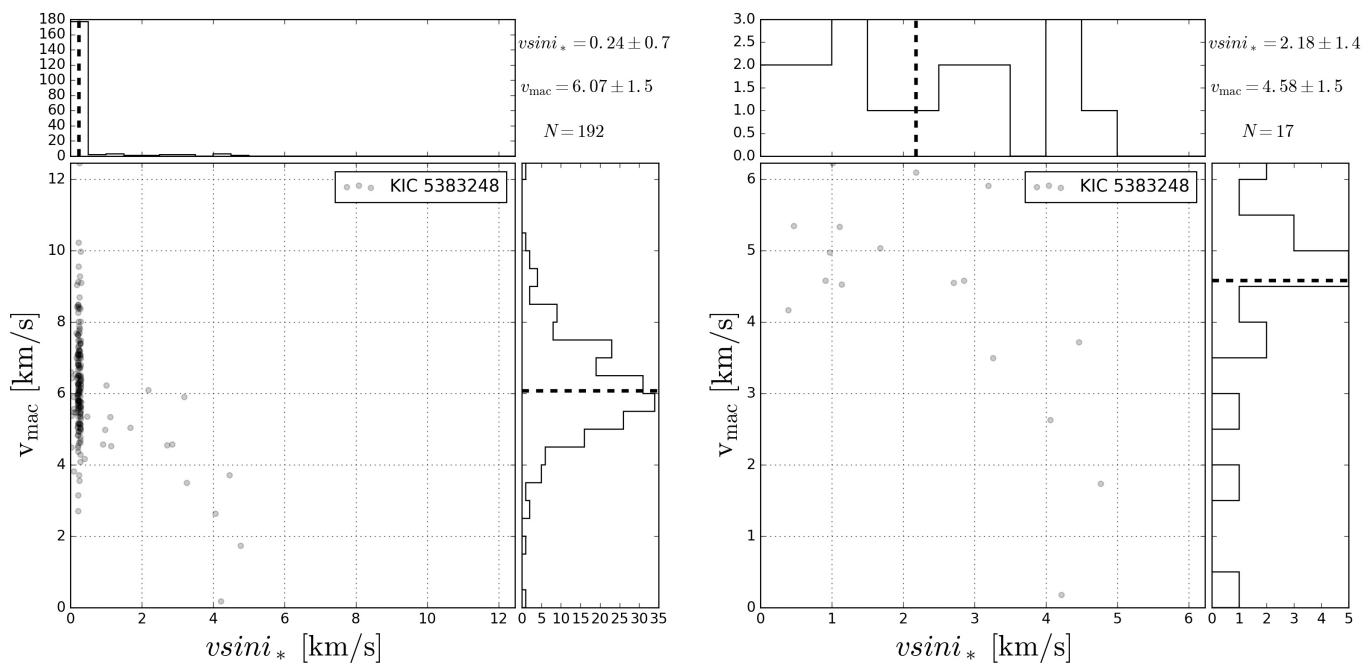 180
160
140
120
100
80
60
40
20
0
vsini* = 0.24 ± 0.7
v_mac = 6.07 ± 1.5
N = 192
KIC 5383248
12
10
8
6
4
2
0
v_mac [km/s]
0 2 4 6 8 10 12
0 5 10 15 20 25 30 35
vsini* [km/s]
3.0
2.5
2.0
1.5
1.0
0.5
0.0
vsini* = 2.18 ± 1.4
v_mac = 4.58 ± 1.5
N = 17
KIC 5383248
6
5
4
3
2
1
0
v_mac [km/s]
0 1 2 3 4 5 6
0 1 2 3 4 5
vsini* [km/s]